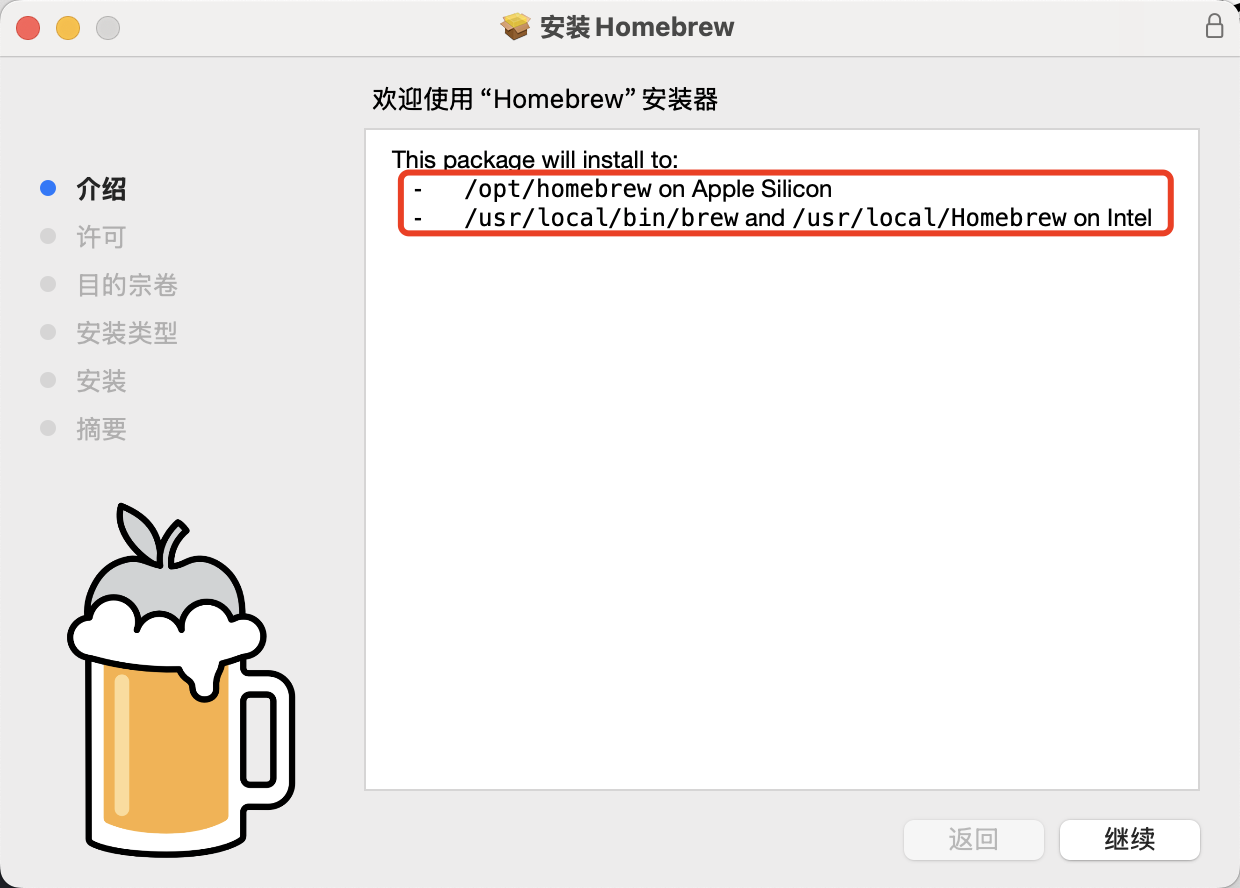 安装 Homebrew
欢迎使用 “Homebrew” 安装器
介绍
许可
目的宗卷
安装类型
安装
摘要
This package will install to:
- /opt/homebrew on Apple Silicon
- /usr/local/bin/brew and /usr/local/Homebrew on Intel
返回
继续